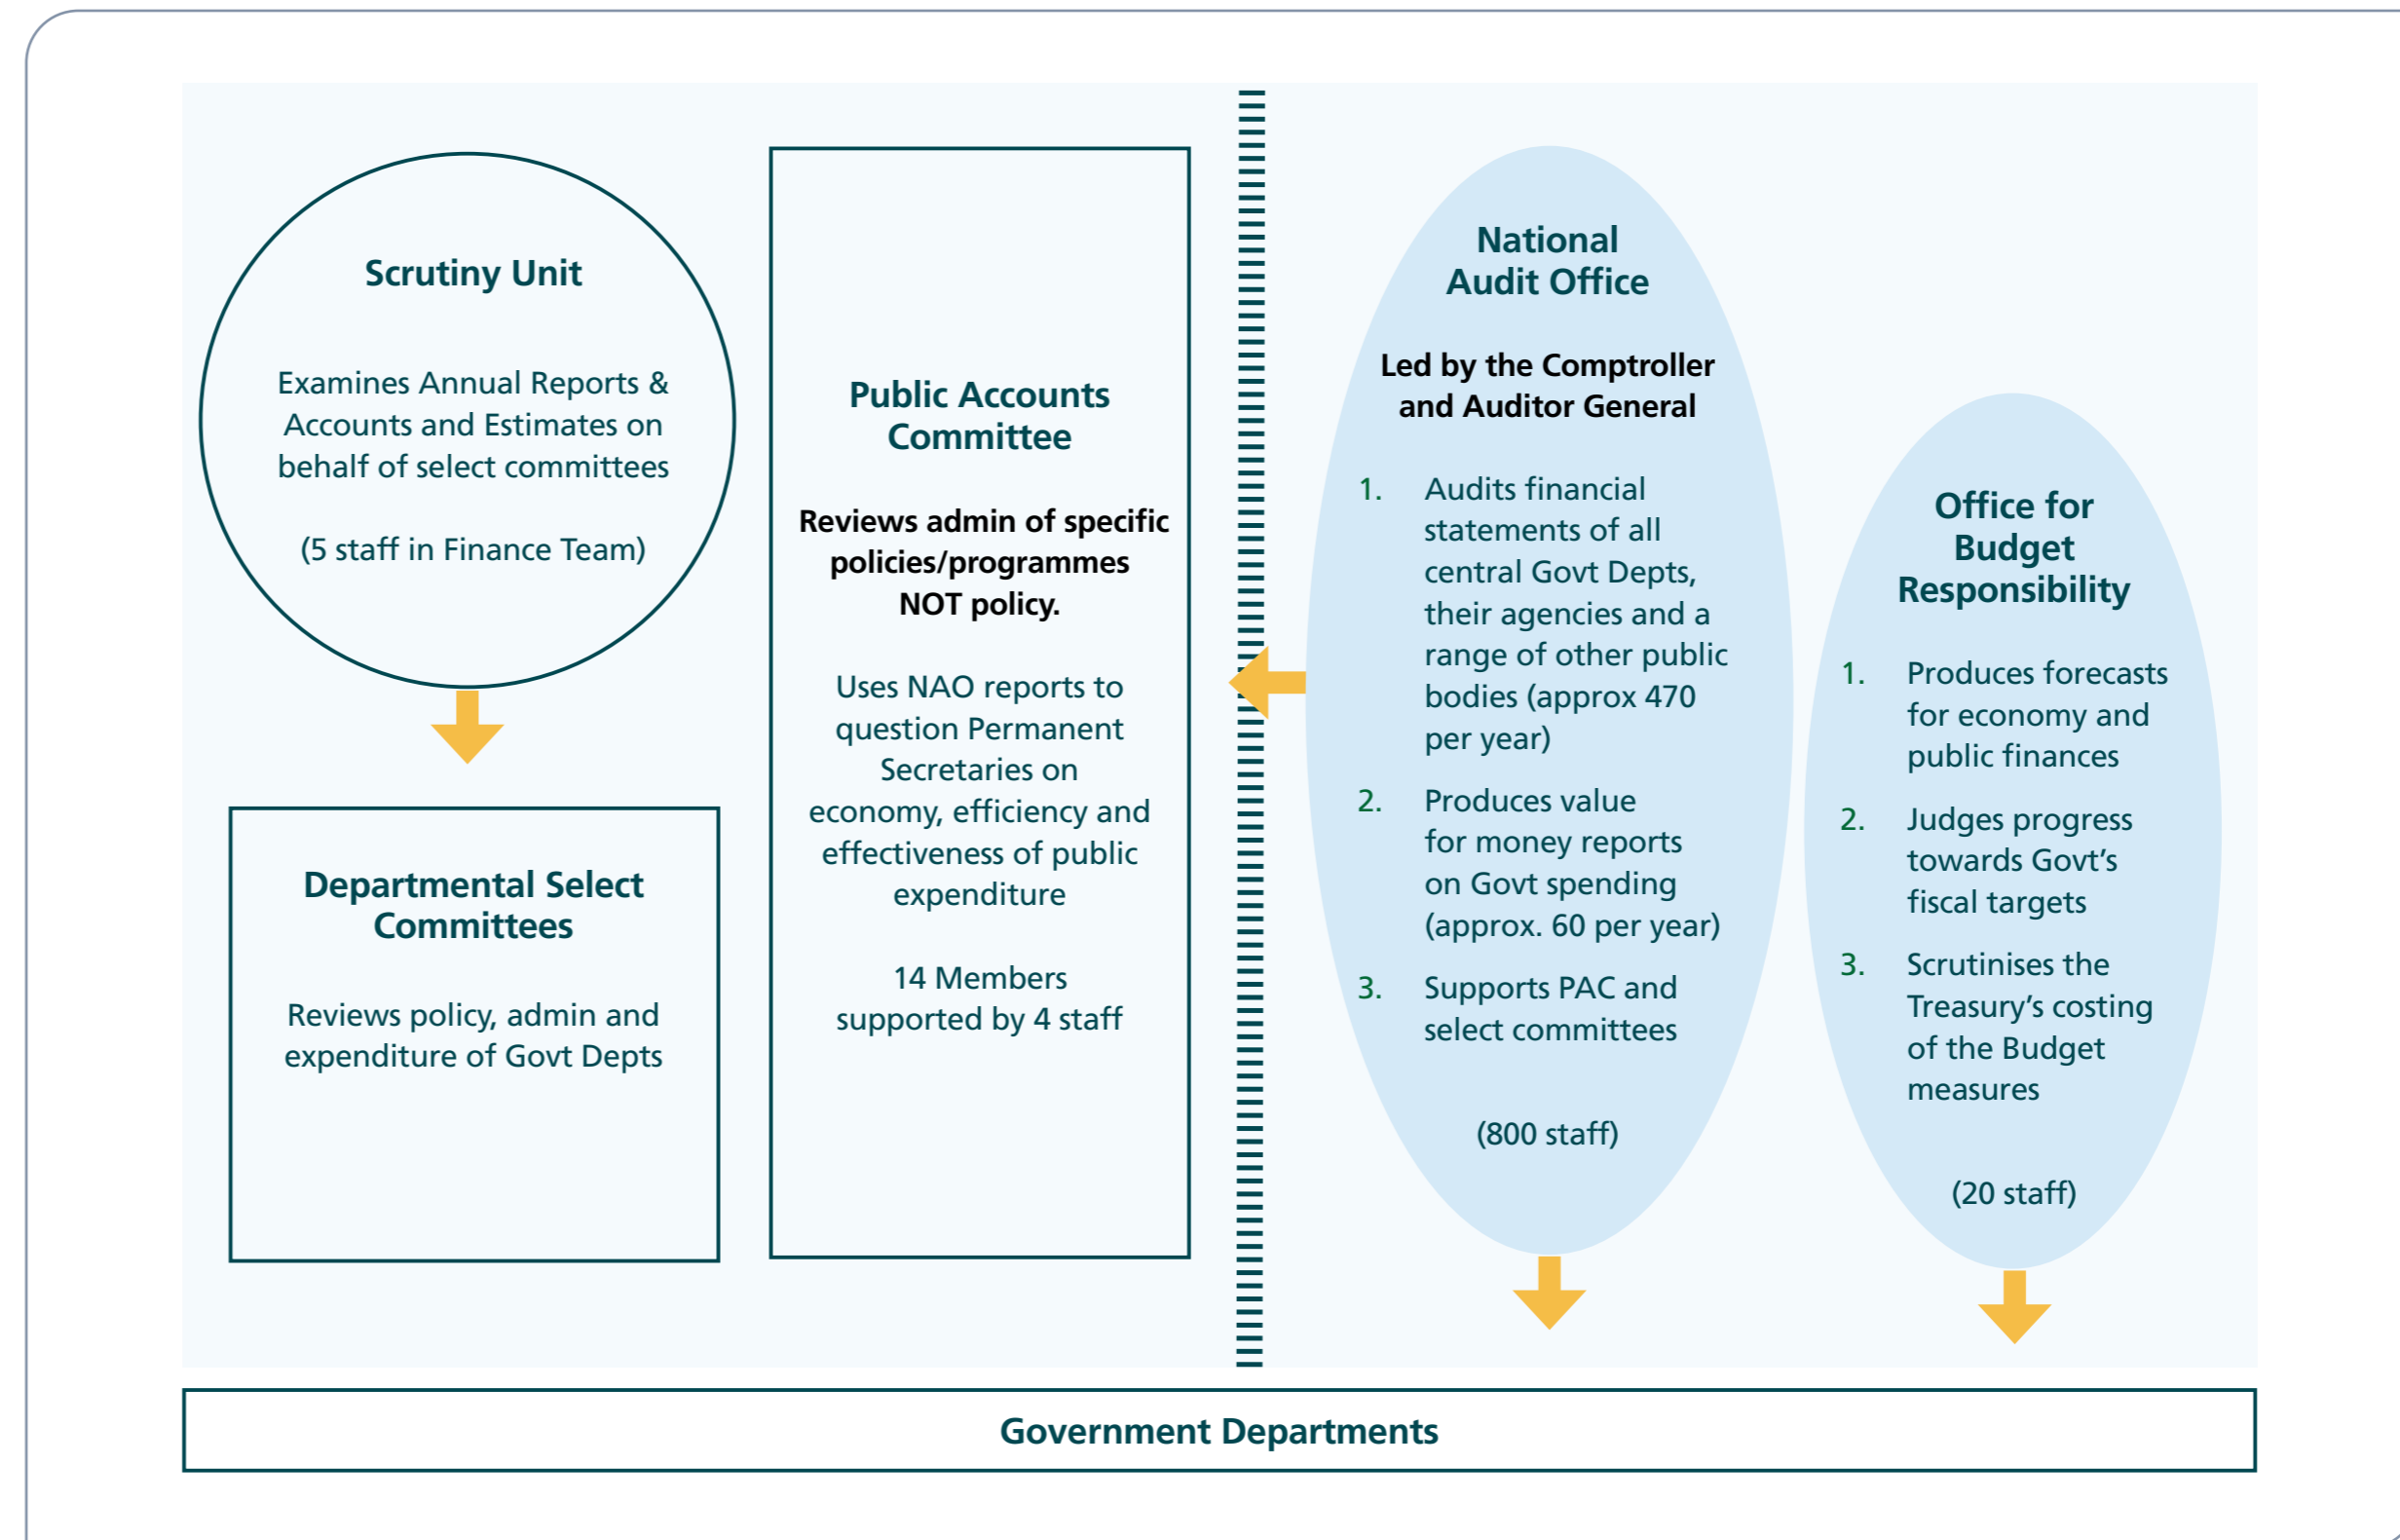 Scrutiny Unit
Examines Annual Reports &
Accounts and Estimates on
behalf of select committees
(5 staff in Finance Team)
Departmental Select
Committees
Reviews policy, admin and
expenditure of Govt Depts
Public Accounts
Committee
Reviews admin of specific
policies/programmes
NOT policy.
Uses NAO reports to
question Permanent
Secretaries on
economy, efficiency and
effectiveness of public
expenditure
14 Members
supported by 4 staff
National
Audit Office
Led by the Comptroller
and Auditor General
1. Audits financial
statements of all
central Govt Depts,
their agencies and a
range of other public
bodies (approx 470
per year)
2. Produces value
for money reports
on Govt spending
(approx. 60 per year)
3. Supports PAC and
select committees
(800 staff)
Office for
Budget
Responsibility
1. Produces forecasts
for economy and
public finances
2. Judges progress
towards Govt’s
fiscal targets
3. Scrutinises the
Treasury’s costing
of the Budget
measures
(20 staff)
Government Departments